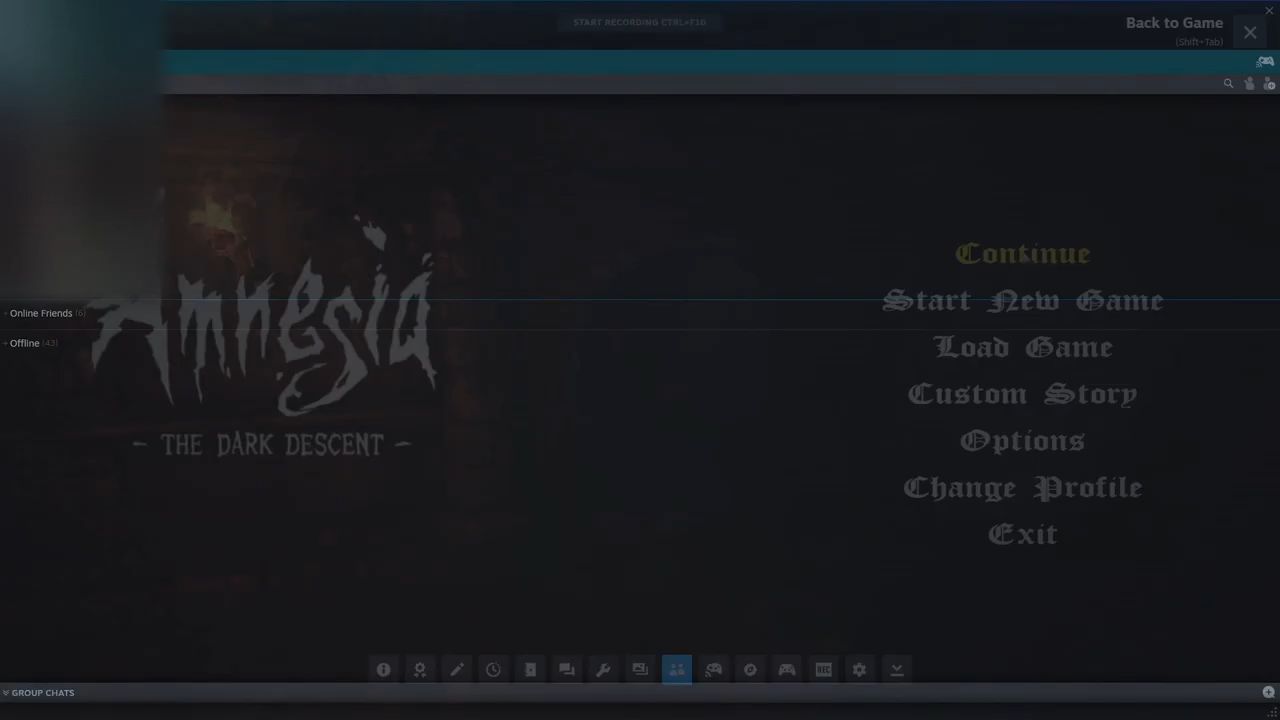 START RECORDING CTRL+F10
Back to Game
(Shift+Tab)
Continue
Start New Game
Online Friends (6)
Amnesia
Offline (43)
Load Game
Custom Story
- THE DARK DESCENT -
Options
Change Profile
Exit
REC
GROUP CHATS